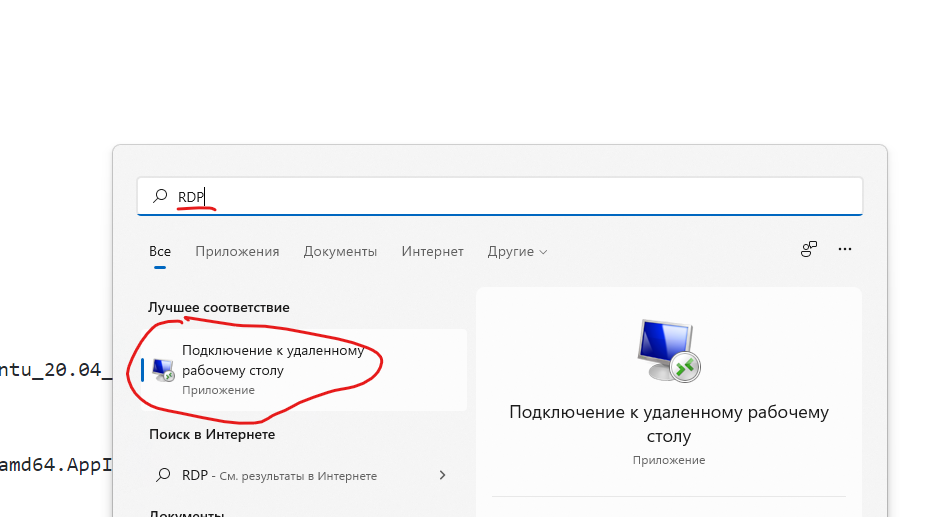 RDP
Все Приложения Документы Интернет Другие
Лучшее соответствие
Подключение к удаленному
рабочему столу
Приложение
Поиск в Интернете
RDP - См. результаты в Интернете
Документы
Подключение к удаленному рабочему
столу
Приложение
ntu_20.04_
amd64.AppI